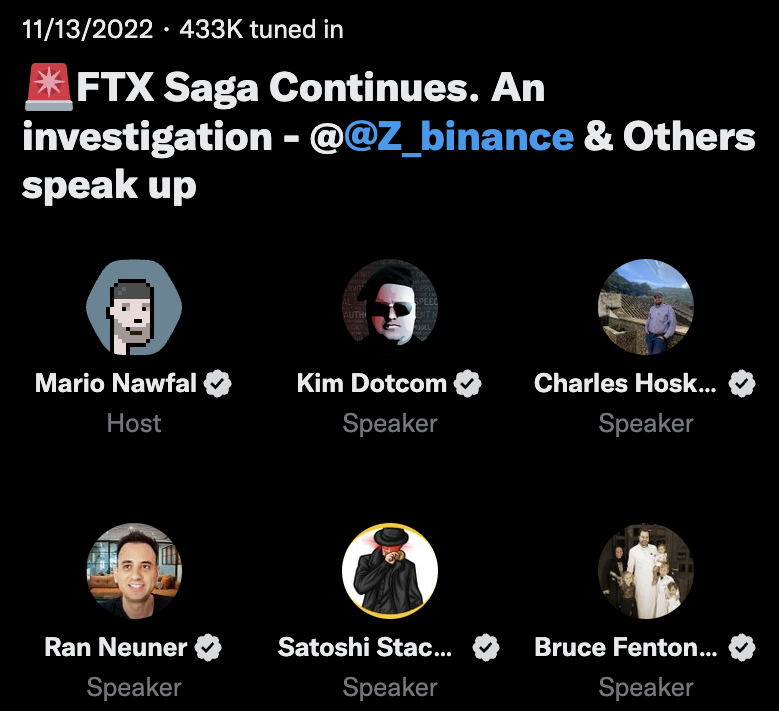 11/13/2022 · 433K tuned in
🚨FTX Saga Continues. An
investigation - @@Z_binance & Others
speak up
Mario Nawfal
Kim Dotcom
Charles Hosk...
Host
Speaker
Speaker
Ran Neuner
Satoshi Stac...
Bruce Fenton...
Speaker
Speaker
Speaker